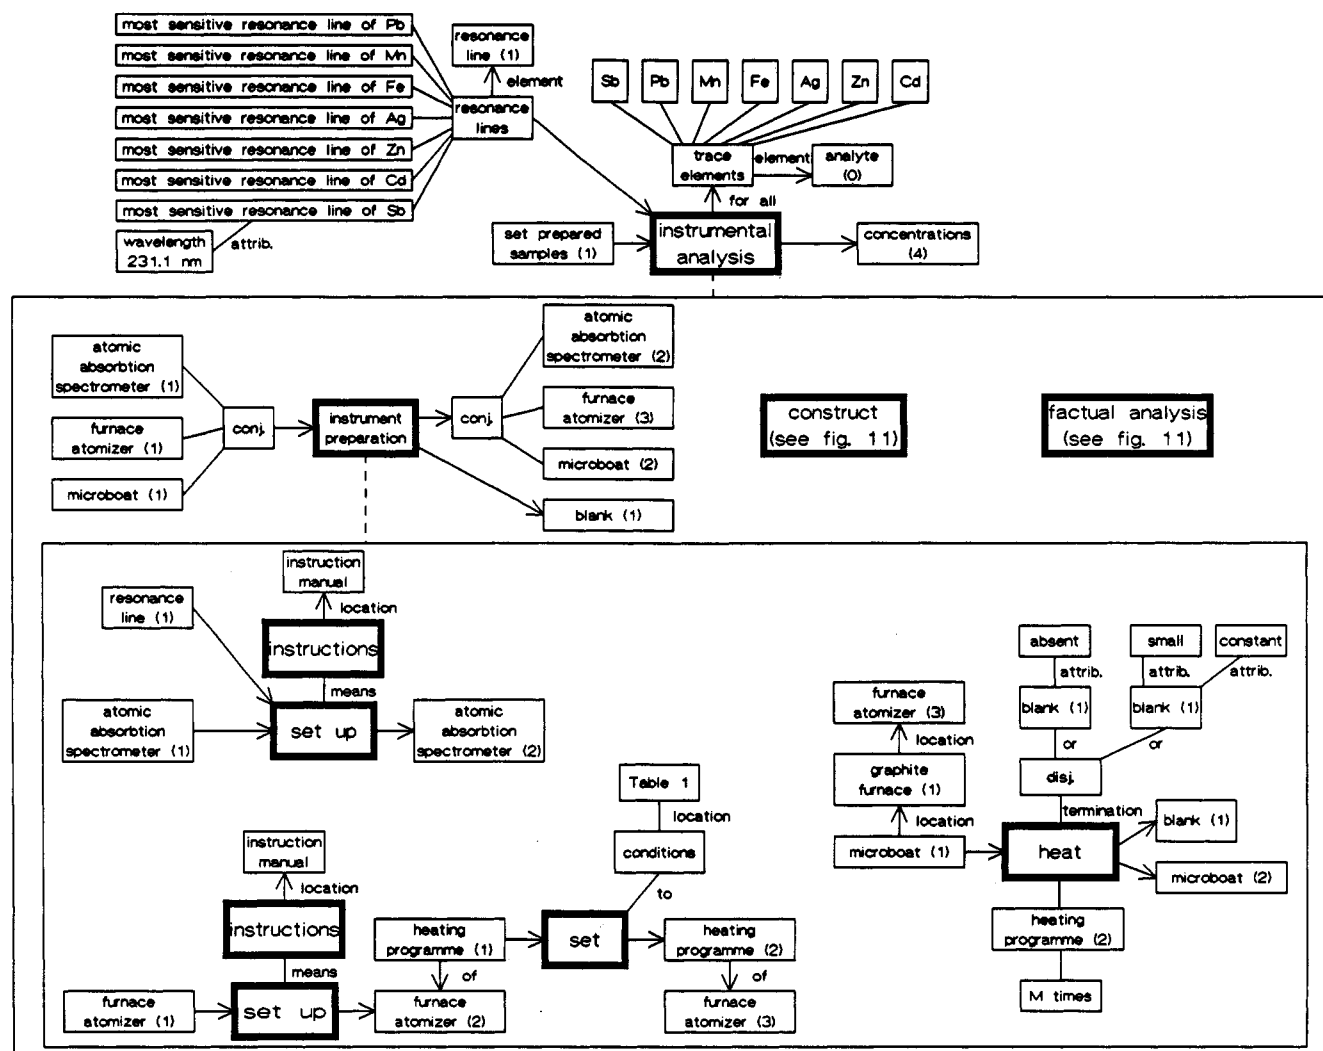 most sensitive resonance line of Pb
most sensitive resonance line of Mn
most sensitive resonance line of Fe
most sensitive resonance line of Ag
most sensitive resonance line of Zn
most sensitive resonance line of Cd
most sensitive resonance line of Sb
wavelength
231.1 nm
attrib.
resonance
line (1)
element
resonance
lines
Sb
Pb
Mn
Fe
Ag
Zn
Cd
trace
elements
element
analyte
(0)
for all
set prepared
samples (1)
instrumental
analysis
concentrations
(4)
atomic
absorbtion
spectrometer (1)
furnace
atomizer (1)
microboat (1)
conj.
instrument
preparation
conj.
atomic
absorbtion
spectrometer (2)
furnace
atomizer (3)
microboat (2)
blank (1)
construct
(see fig. 11)
factual analysis
(see fig. 11)
instruction
manual
location
resonance
line (1)
instructions
means
atomic
absorbtion
spectrometer (1)
set up
atomic
absorbtion
spectrometer (2)
instruction
manual
location
instructions
means
furnace
atomizer (1)
set up
furnace
atomizer (2)
of
heating
programme (1)
set
to
conditions
location
Table 1
heating
programme (2)
of
furnace
atomizer (3)
furnace
atomizer (3)
location
graphite
furnace (1)
location
microboat (1)
absent
small
constant
attrib.
attrib.
attrib.
blank (1)
blank (1)
or
or
disj.
termination
heat
blank (1)
microboat (2)
heating
programme (2)
M times